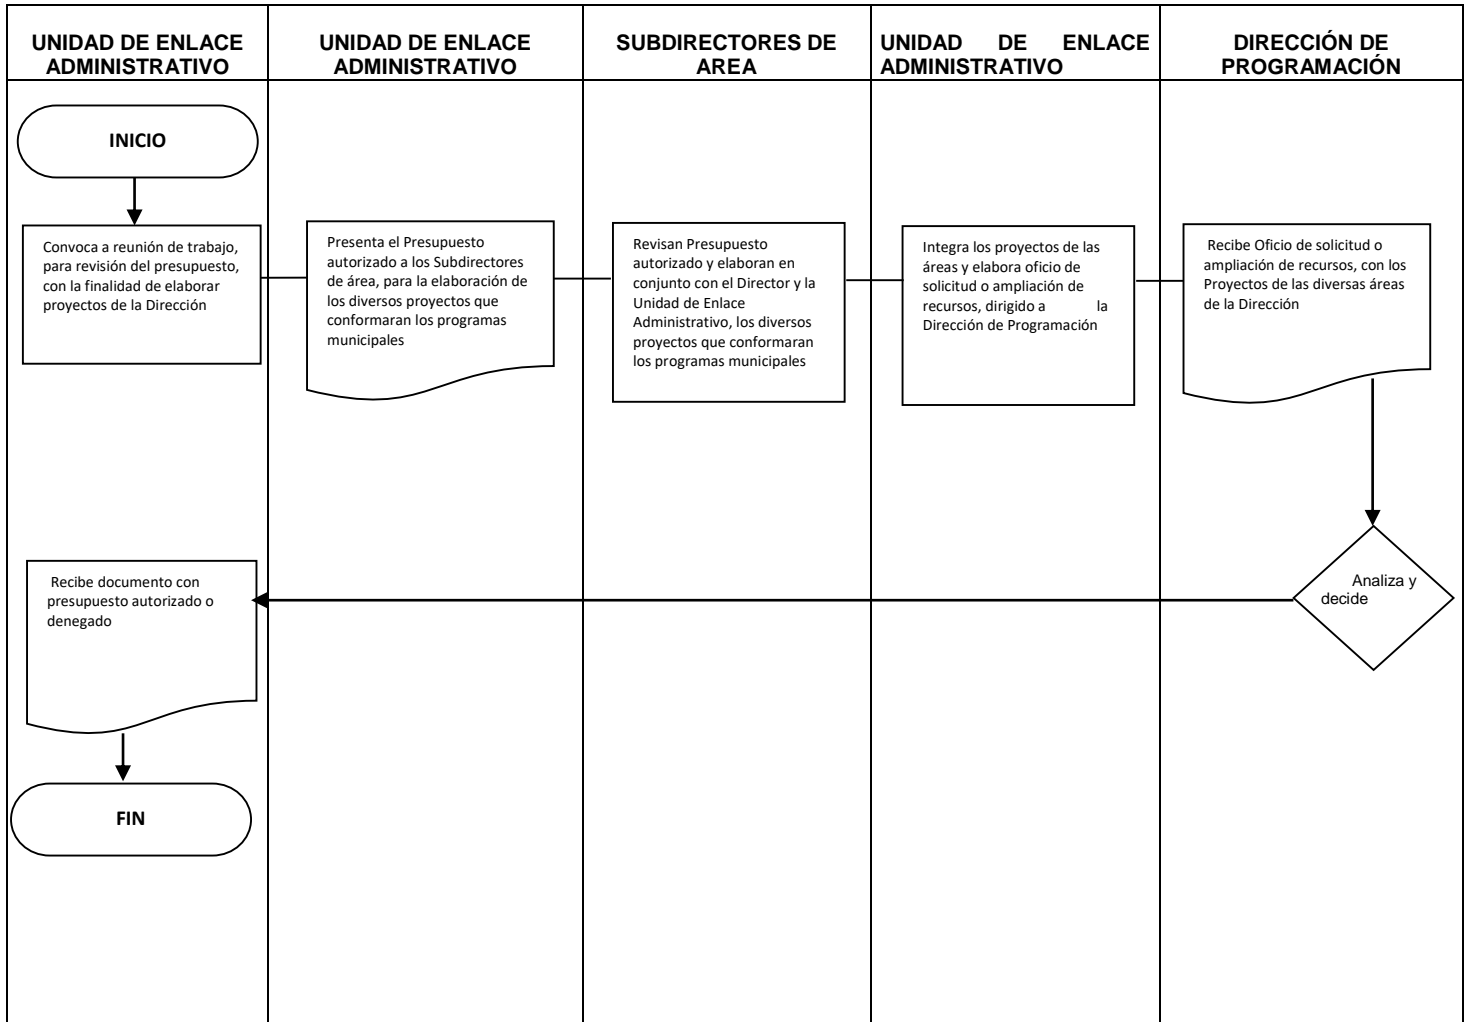 UNIDAD DE ENLACE
ADMINISTRATIVO
UNIDAD DE ENLACE
ADMINISTRATIVO
SUBDIRECTORES DE
AREA
UNIDAD DE ENLACE
ADMINISTRATIVO
DIRECCIÓN DE
PROGRAMACIÓN
INICIO
Convoca a reunión de trabajo,
para revisión del presupuesto,
con la finalidad de elaborar
proyectos de la Dirección
Presenta el Presupuesto
autorizado a los Subdirectores
de área, para la elaboración de
los diversos proyectos que
conformaran los programas
municipales
Revisan Presupuesto
autorizado y elaboran en
conjunto con el Director y la
Unidad de Enlace
Administrativo, los diversos
proyectos que conformaran
los programas municipales
Integra los proyectos de las
áreas y elabora oficio de
solicitud o ampliación de
recursos, dirigido a la
Dirección de Programación
Recibe Oficio de solicitud o
ampliación de recursos, con los
Proyectos de las diversas áreas
de la Dirección
Analiza y
decide
Recibe documento con
presupuesto autorizado o
denegado
FIN